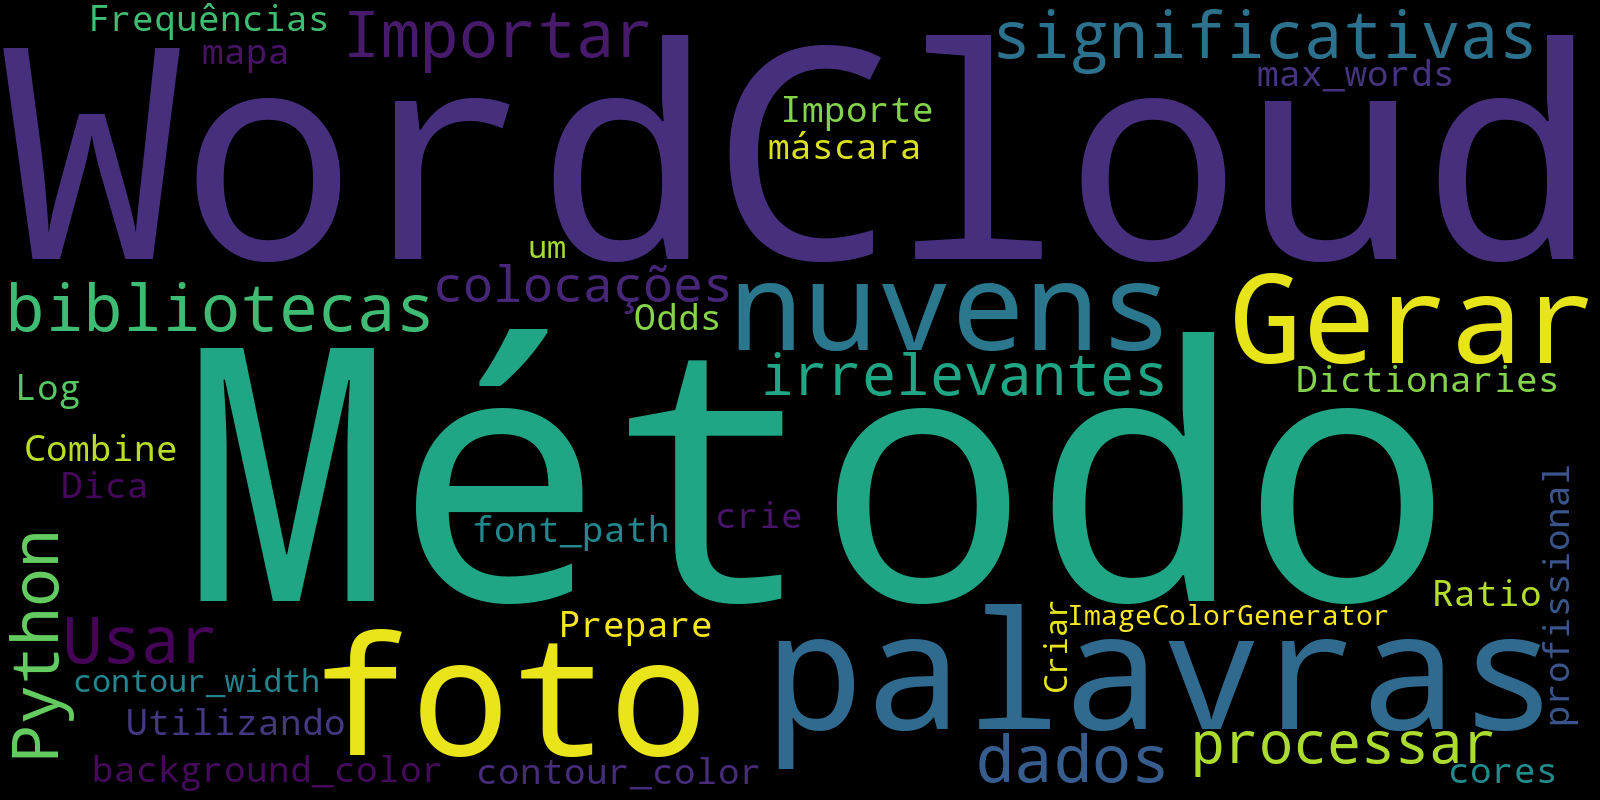 Frequências
Importar
significativas
mapa
max_words
WordCloud
Importe
máscara
um
colocações
bibliotecas
Odds
nuvens
Gerar
irrelevantes
Dictionaries
Log
Método
Combine
Dica
font_path
crie
profissional
Python
Ratio
Usar
Prepare
Criar
ImageColorGenerator
foto
palavras
contour_width
Utilizando
background_color
contour_color
dados
processar
cores